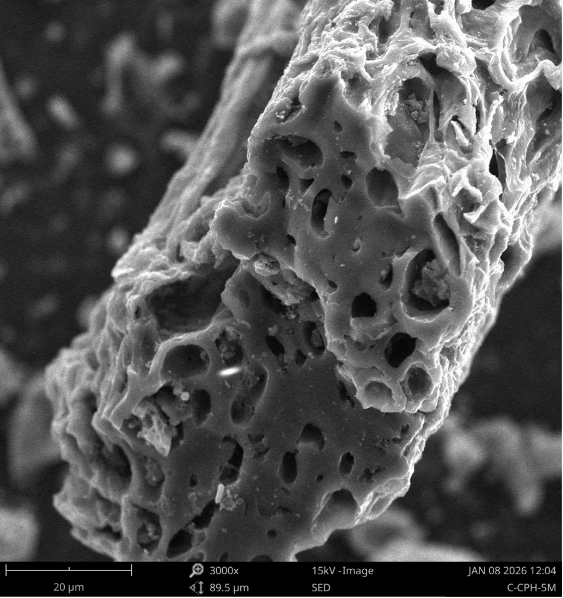 3000x 15kV -Image JAN 08 2026 12:04
20 μm 89.5 μm SED C-CPH-5M